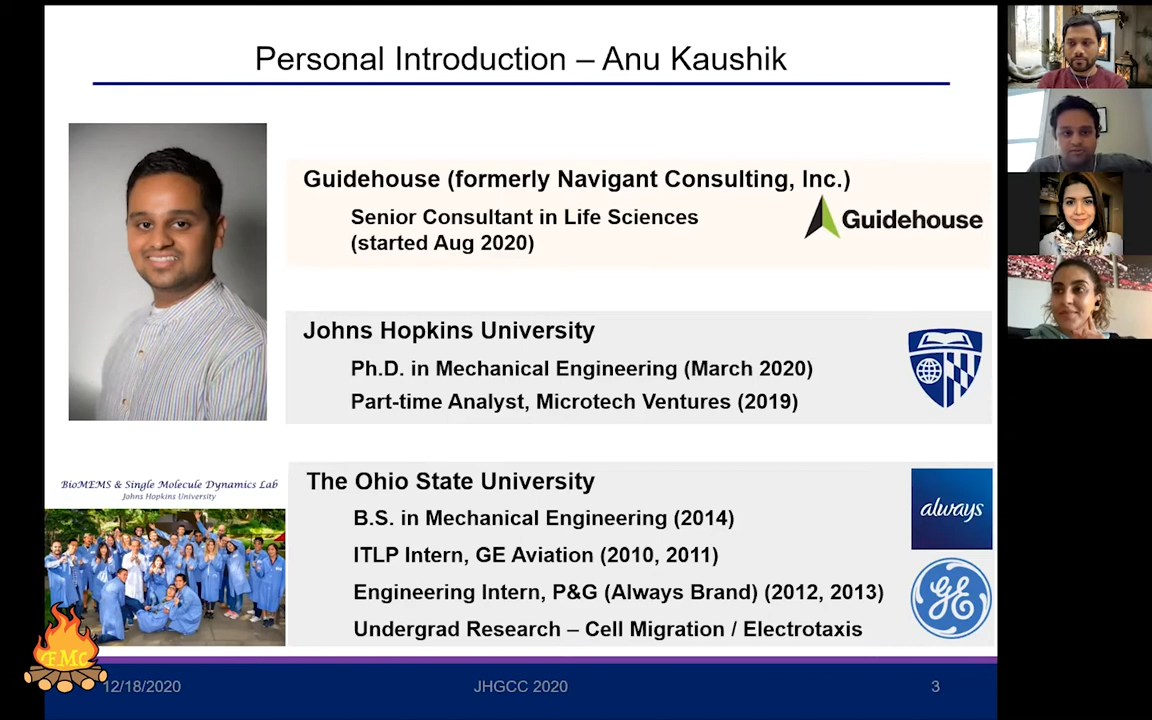 Personal Introduction – Anu Kaushik
Guidehouse (formerly Navigant Consulting, Inc.)
Senior Consultant in Life Sciences
(started Aug 2020)
Guidehouse
Johns Hopkins University
Ph.D. in Mechanical Engineering (March 2020)
Part-time Analyst, Microtech Ventures (2019)
BioMEMS & Single Molecule Dynamics Lab
Johns Hopkins University
The Ohio State University
B.S. in Mechanical Engineering (2014)
ITLP Intern, GE Aviation (2010, 2011)
Engineering Intern, P&G (Always Brand) (2012, 2013)
Undergrad Research – Cell Migration / Electrotaxis
always
GE
FMC
12/18/2020
JHGCC 2020
3